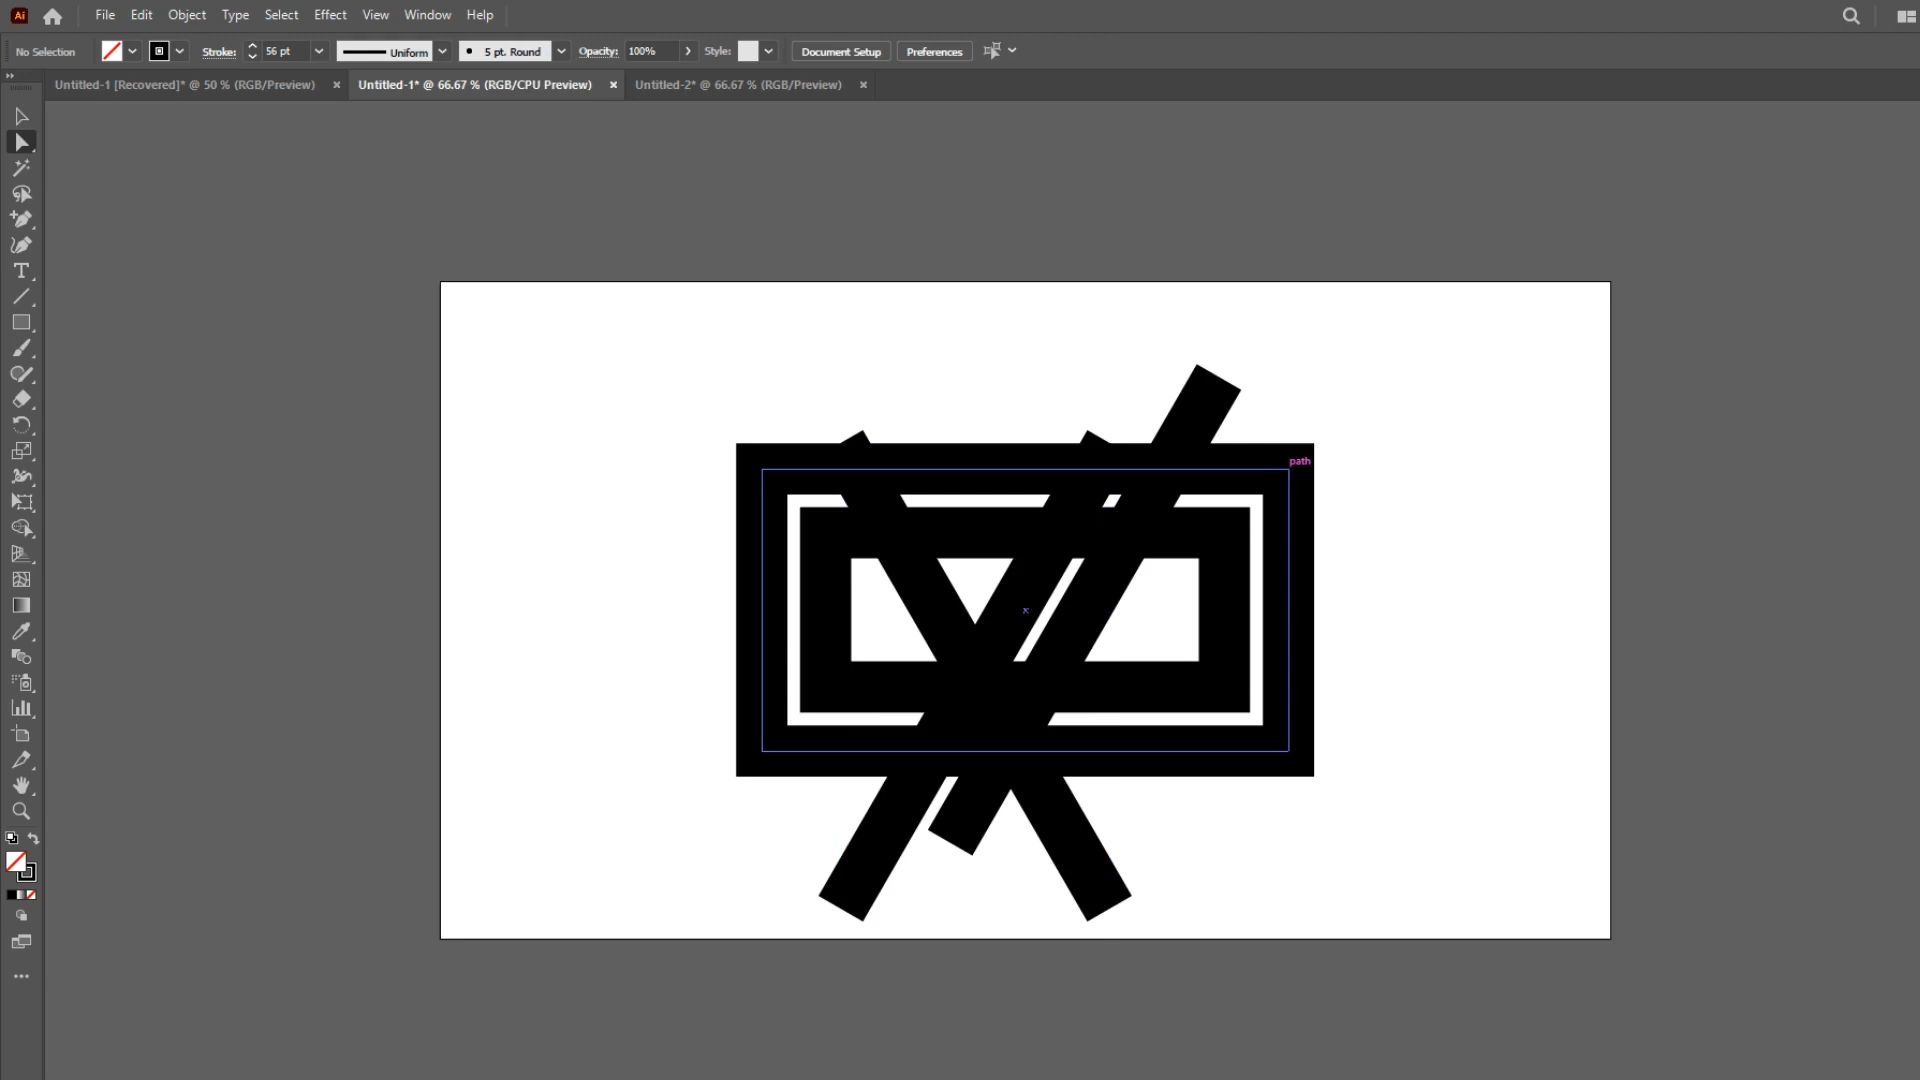 Ai File Edit Object Type Select Effect View Window Help
No Selection Stroke: 56 pt Uniform 5 pt. Round Opacity: 100% Style: Document Setup Preferences
Untitled-1 [Recovered]* @ 50 % (RGB/Preview) Untitled-1* @ 66.67 % (RGB/CPU Preview) Untitled-2* @ 66.67 % (RGB/Preview)
path